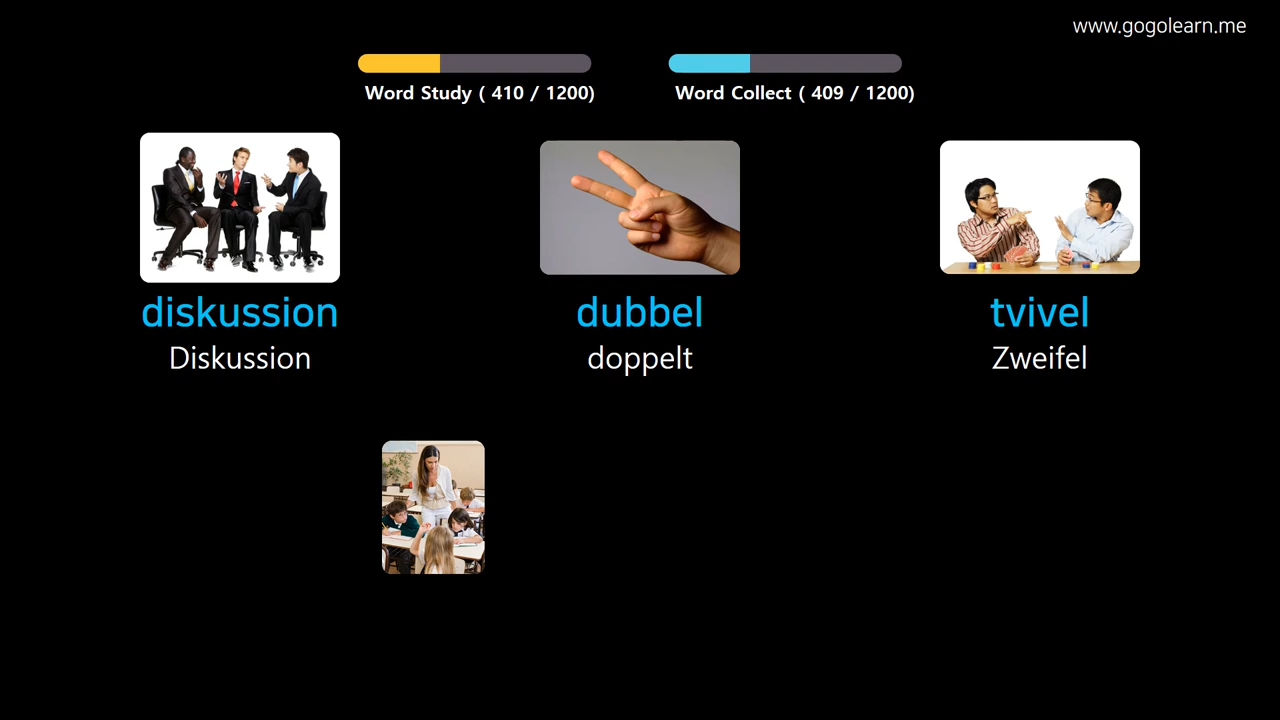 www.gogolearn.me
Word Study ( 410 / 1200)
Word Collect ( 409 / 1200)
diskussion
dubbel
tvivel
Diskussion
doppelt
Zweifel